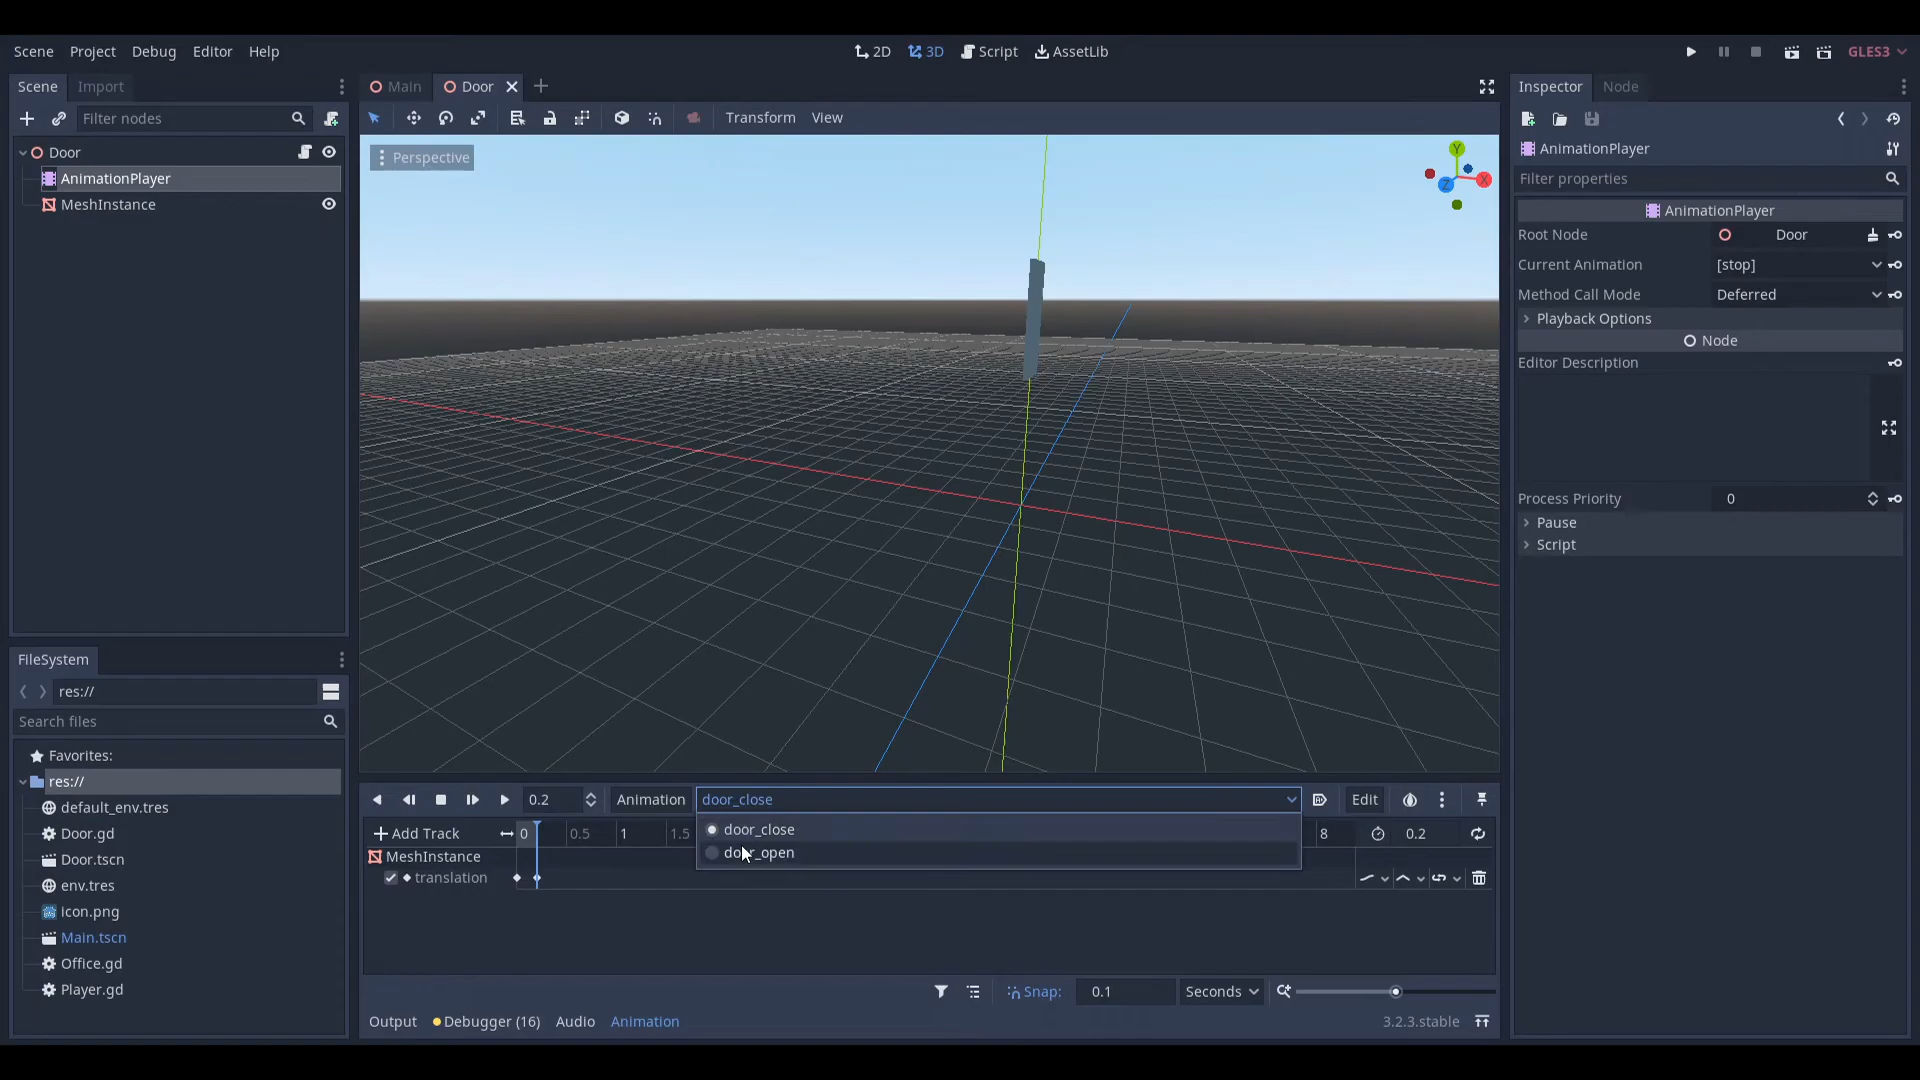 Scene Project Debug Editor Help
2D 3D Script AssetLib
GLES3
Scene Import
Filter nodes
Door
AnimationPlayer
MeshInstance
FileSystem
res://
Search files
Favorites:
res://
default_env.tres
Door.gd
Door.tscn
env.tres
icon.png
Main.tscn
Office.gd
Player.gd
Main Door
Transform View
Perspective
Y
X
Z
0.2 Animation door_close Edit
door_close
door_open
Add Track 0 0.5 1 1.5 8 0.2
MeshInstance
translation
Snap: 0.1 Seconds
Output Debugger (16) Audio Animation 3.2.3.stable
Inspector Node
AnimationPlayer
Filter properties
AnimationPlayer
Root Node Door
Current Animation [stop]
Method Call Mode Deferred
Playback Options
Node
Editor Description
Process Priority 0
Pause
Script